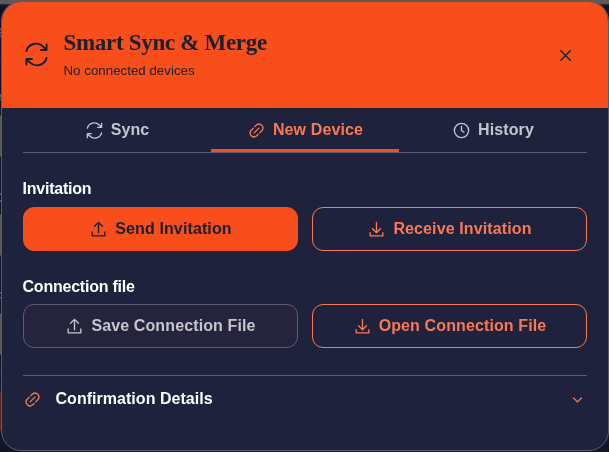 Smart Sync & Merge
No connected devices
Sync
New Device
History
Invitation
Send Invitation
Receive Invitation
Connection file
Save Connection File
Open Connection File
Confirmation Details